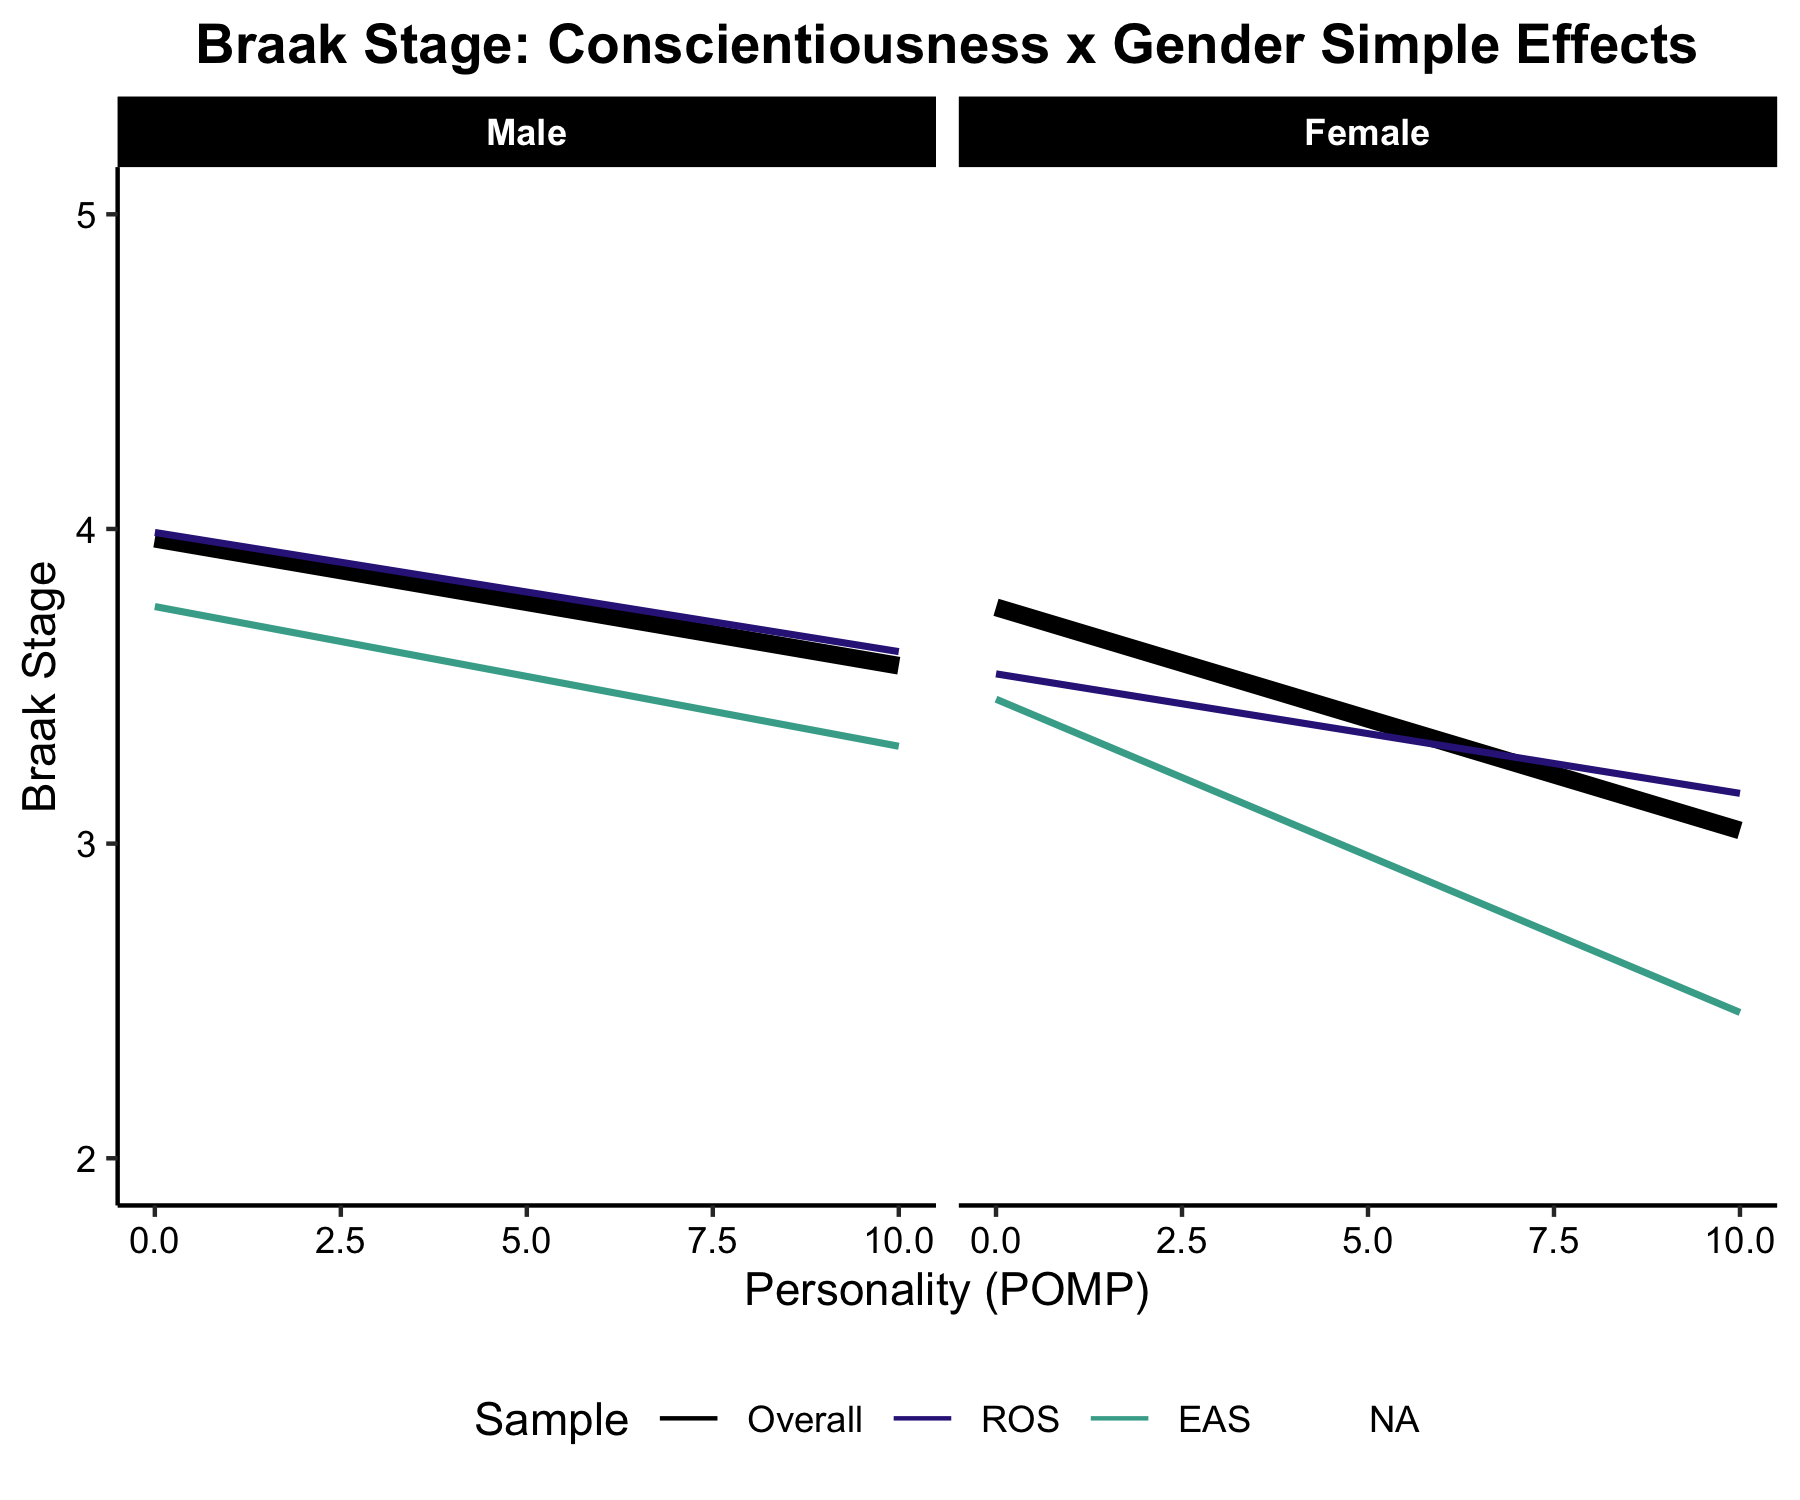 Braak Stage: Conscientiousness x Gender Simple Effects
Male
Female
Braak Stage
5
4
3
2
0.0 2.5 5.0 7.5 10.0
0.0 2.5 5.0 7.5 10.0
Personality (POMP)
Sample Overall ROS EAS NA